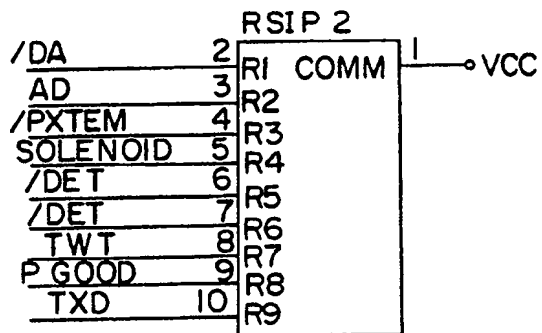 RSIP 2
/DA 2 R1 COMM 1 VCC
AD 3 R2
/PXTEM 4 R3
SOLENOID 5 R4
/DET 6 R5
/DET 7 R6
TWT 8 R7
P GOOD 9 R8
TXD 10 R9